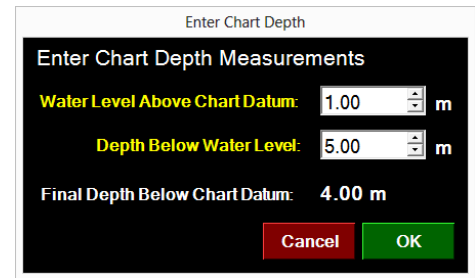 Enter Chart Depth
Enter Chart Depth Measurements
Water Level Above Chart Datum: 1.00 m
Depth Below Water Level: 5.00 m
Final Depth Below Chart Datum: 4.00 m
Cancel OK